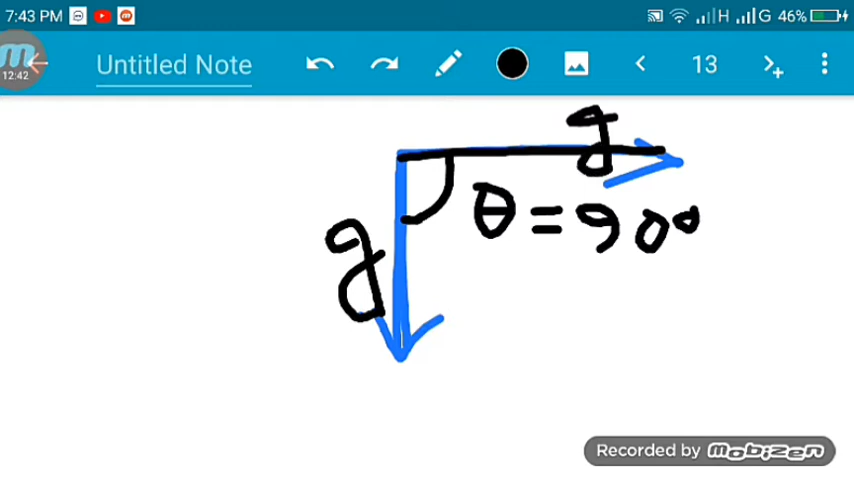 7:43 PM H G 46%
12:42 Untitled Note 13
g
θ = 90°
g
Recorded by mobizen